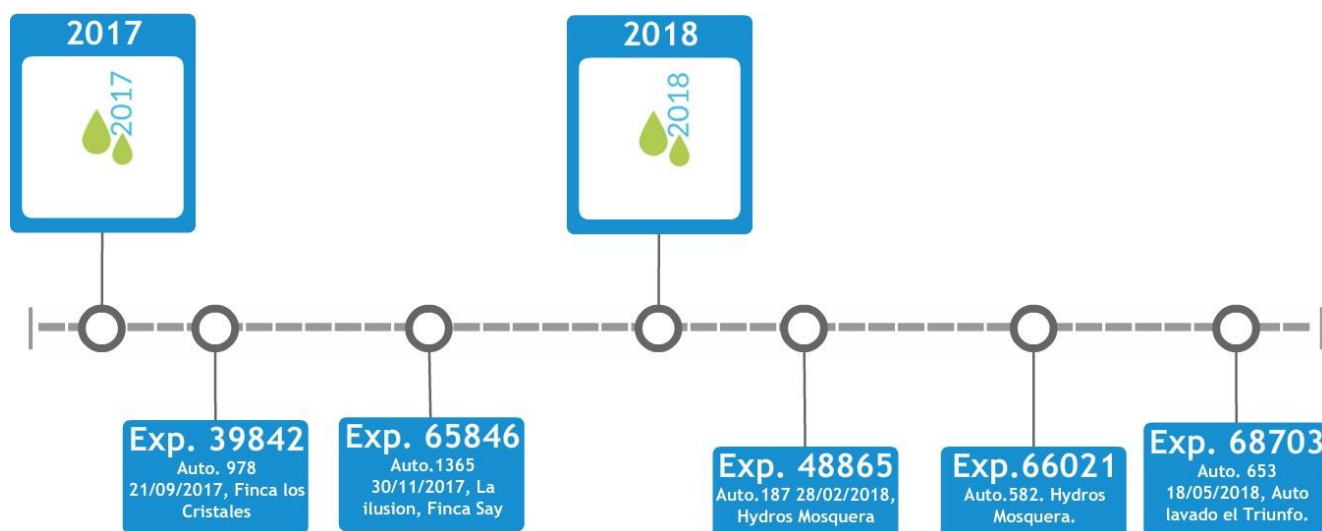 2017
2017
2018
2018
Exp. 39842
Auto. 978
21/09/2017, Finca los
Cristales
Exp. 65846
Auto.1365
30/11/2017, La
ilusion, Finca Say
Exp. 48865
Auto.187 28/02/2018,
Hydros Mosquera
Exp.66021
Auto.582. Hydros
Mosquera.
Exp. 68703
Auto. 653
18/05/2018, Auto
lavado el Triunfo.